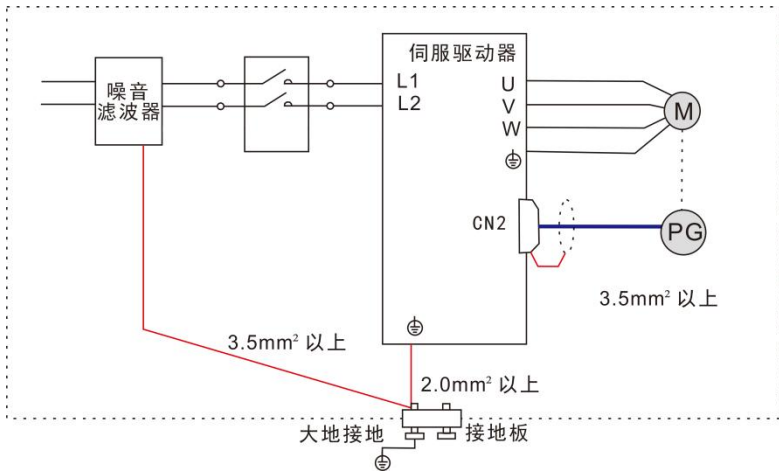 伺服驱动器
噪音
滤波器
L1
L2
U
V
W
M
CN2
PG
3.5mm² 以上
3.5mm² 以上
2.0mm² 以上
大地接地
接地板